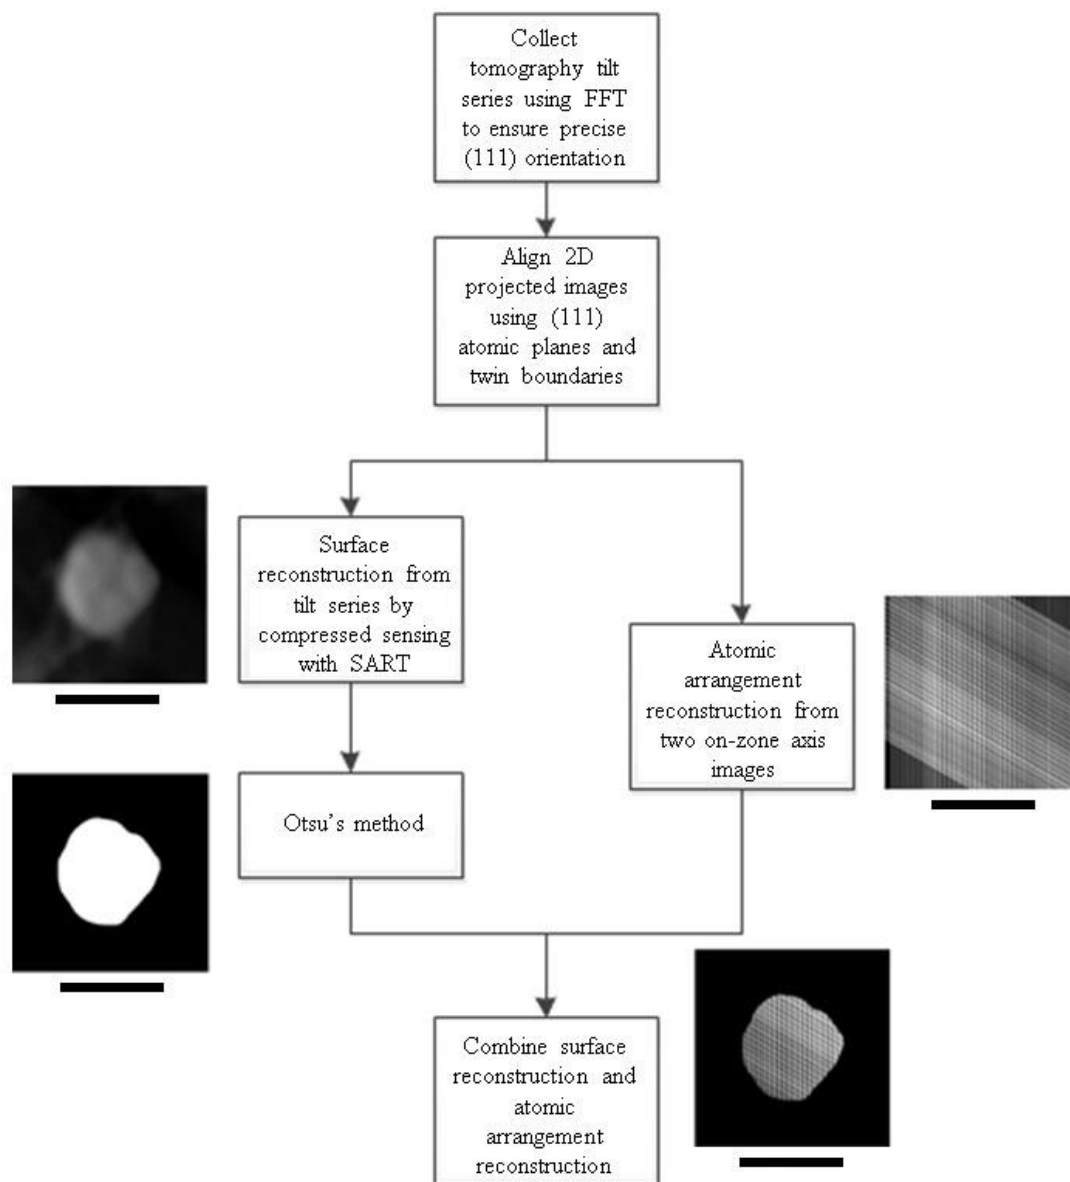 Collect
tomography tilt
series using FFT
to ensure precise
(111) orientation
Align 2D
projected images
using (111)
atomic planes and
twin boundaries
Surface
reconstruction from
tilt series by
compressed sensing
with SART
Atomic
arrangement
reconstruction from
two on-zone axis
images
Otsu's method
Combine surface
reconstruction and
atomic
arrangement
reconstruction